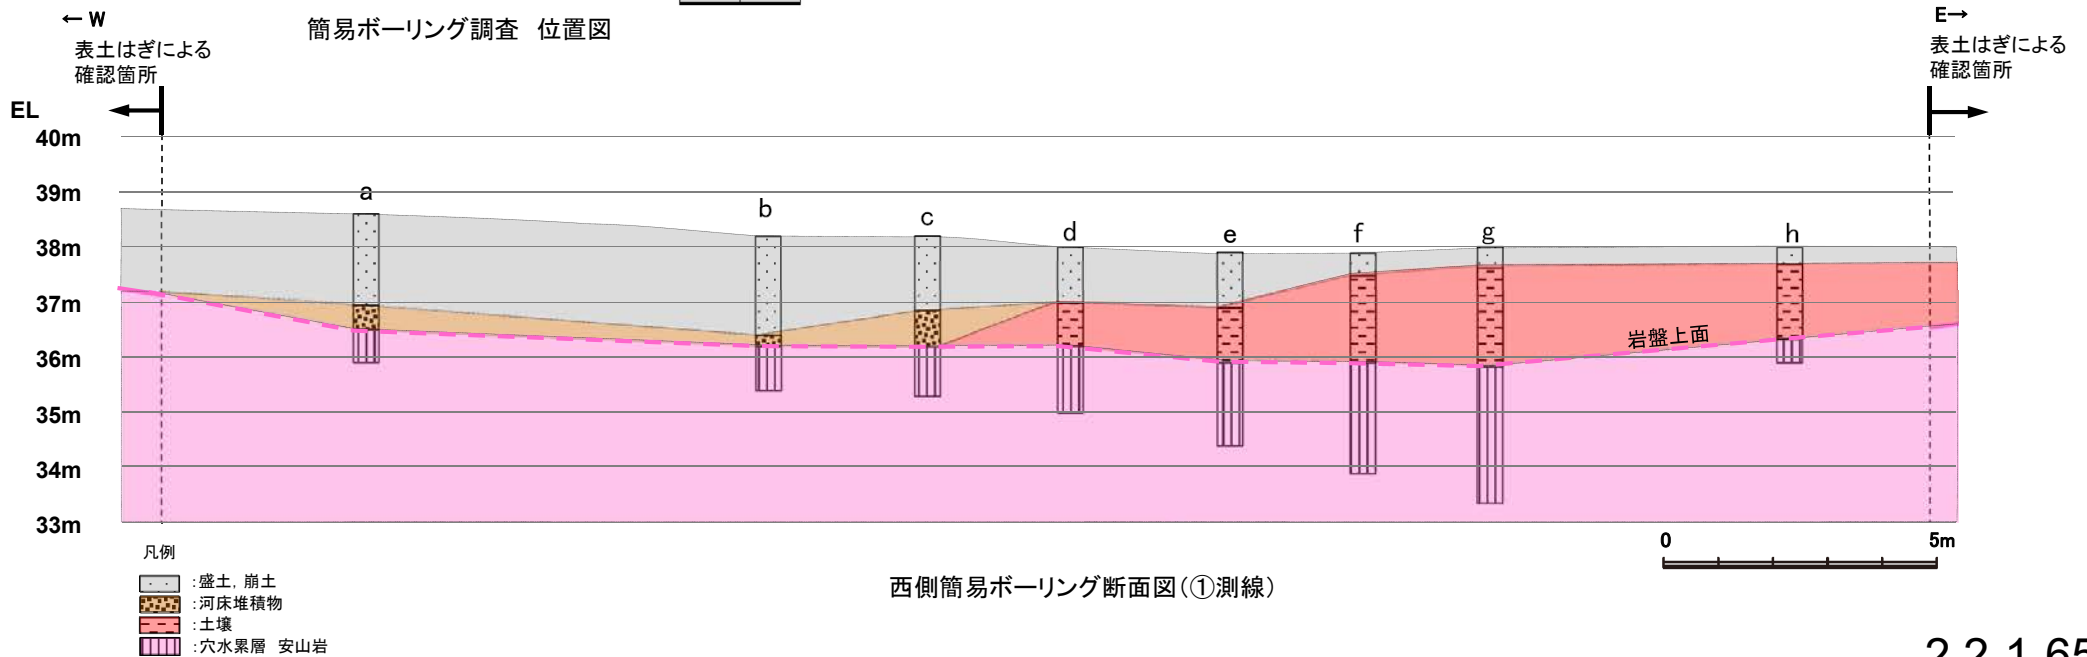 ←W
簡易ボーリング調査 位置図
E→
表土はぎによる
確認箇所
表土はぎによる
確認箇所
EL
40m
39m
38m
37m
36m
35m
34m
33m
a
b
c
d
e
f
g
h
岩盤上面
0
5m
凡例
:盛土, 崩土
:河床堆積物
:土壌
:穴水累層 安山岩
西側簡易ボーリング断面図(①測線)